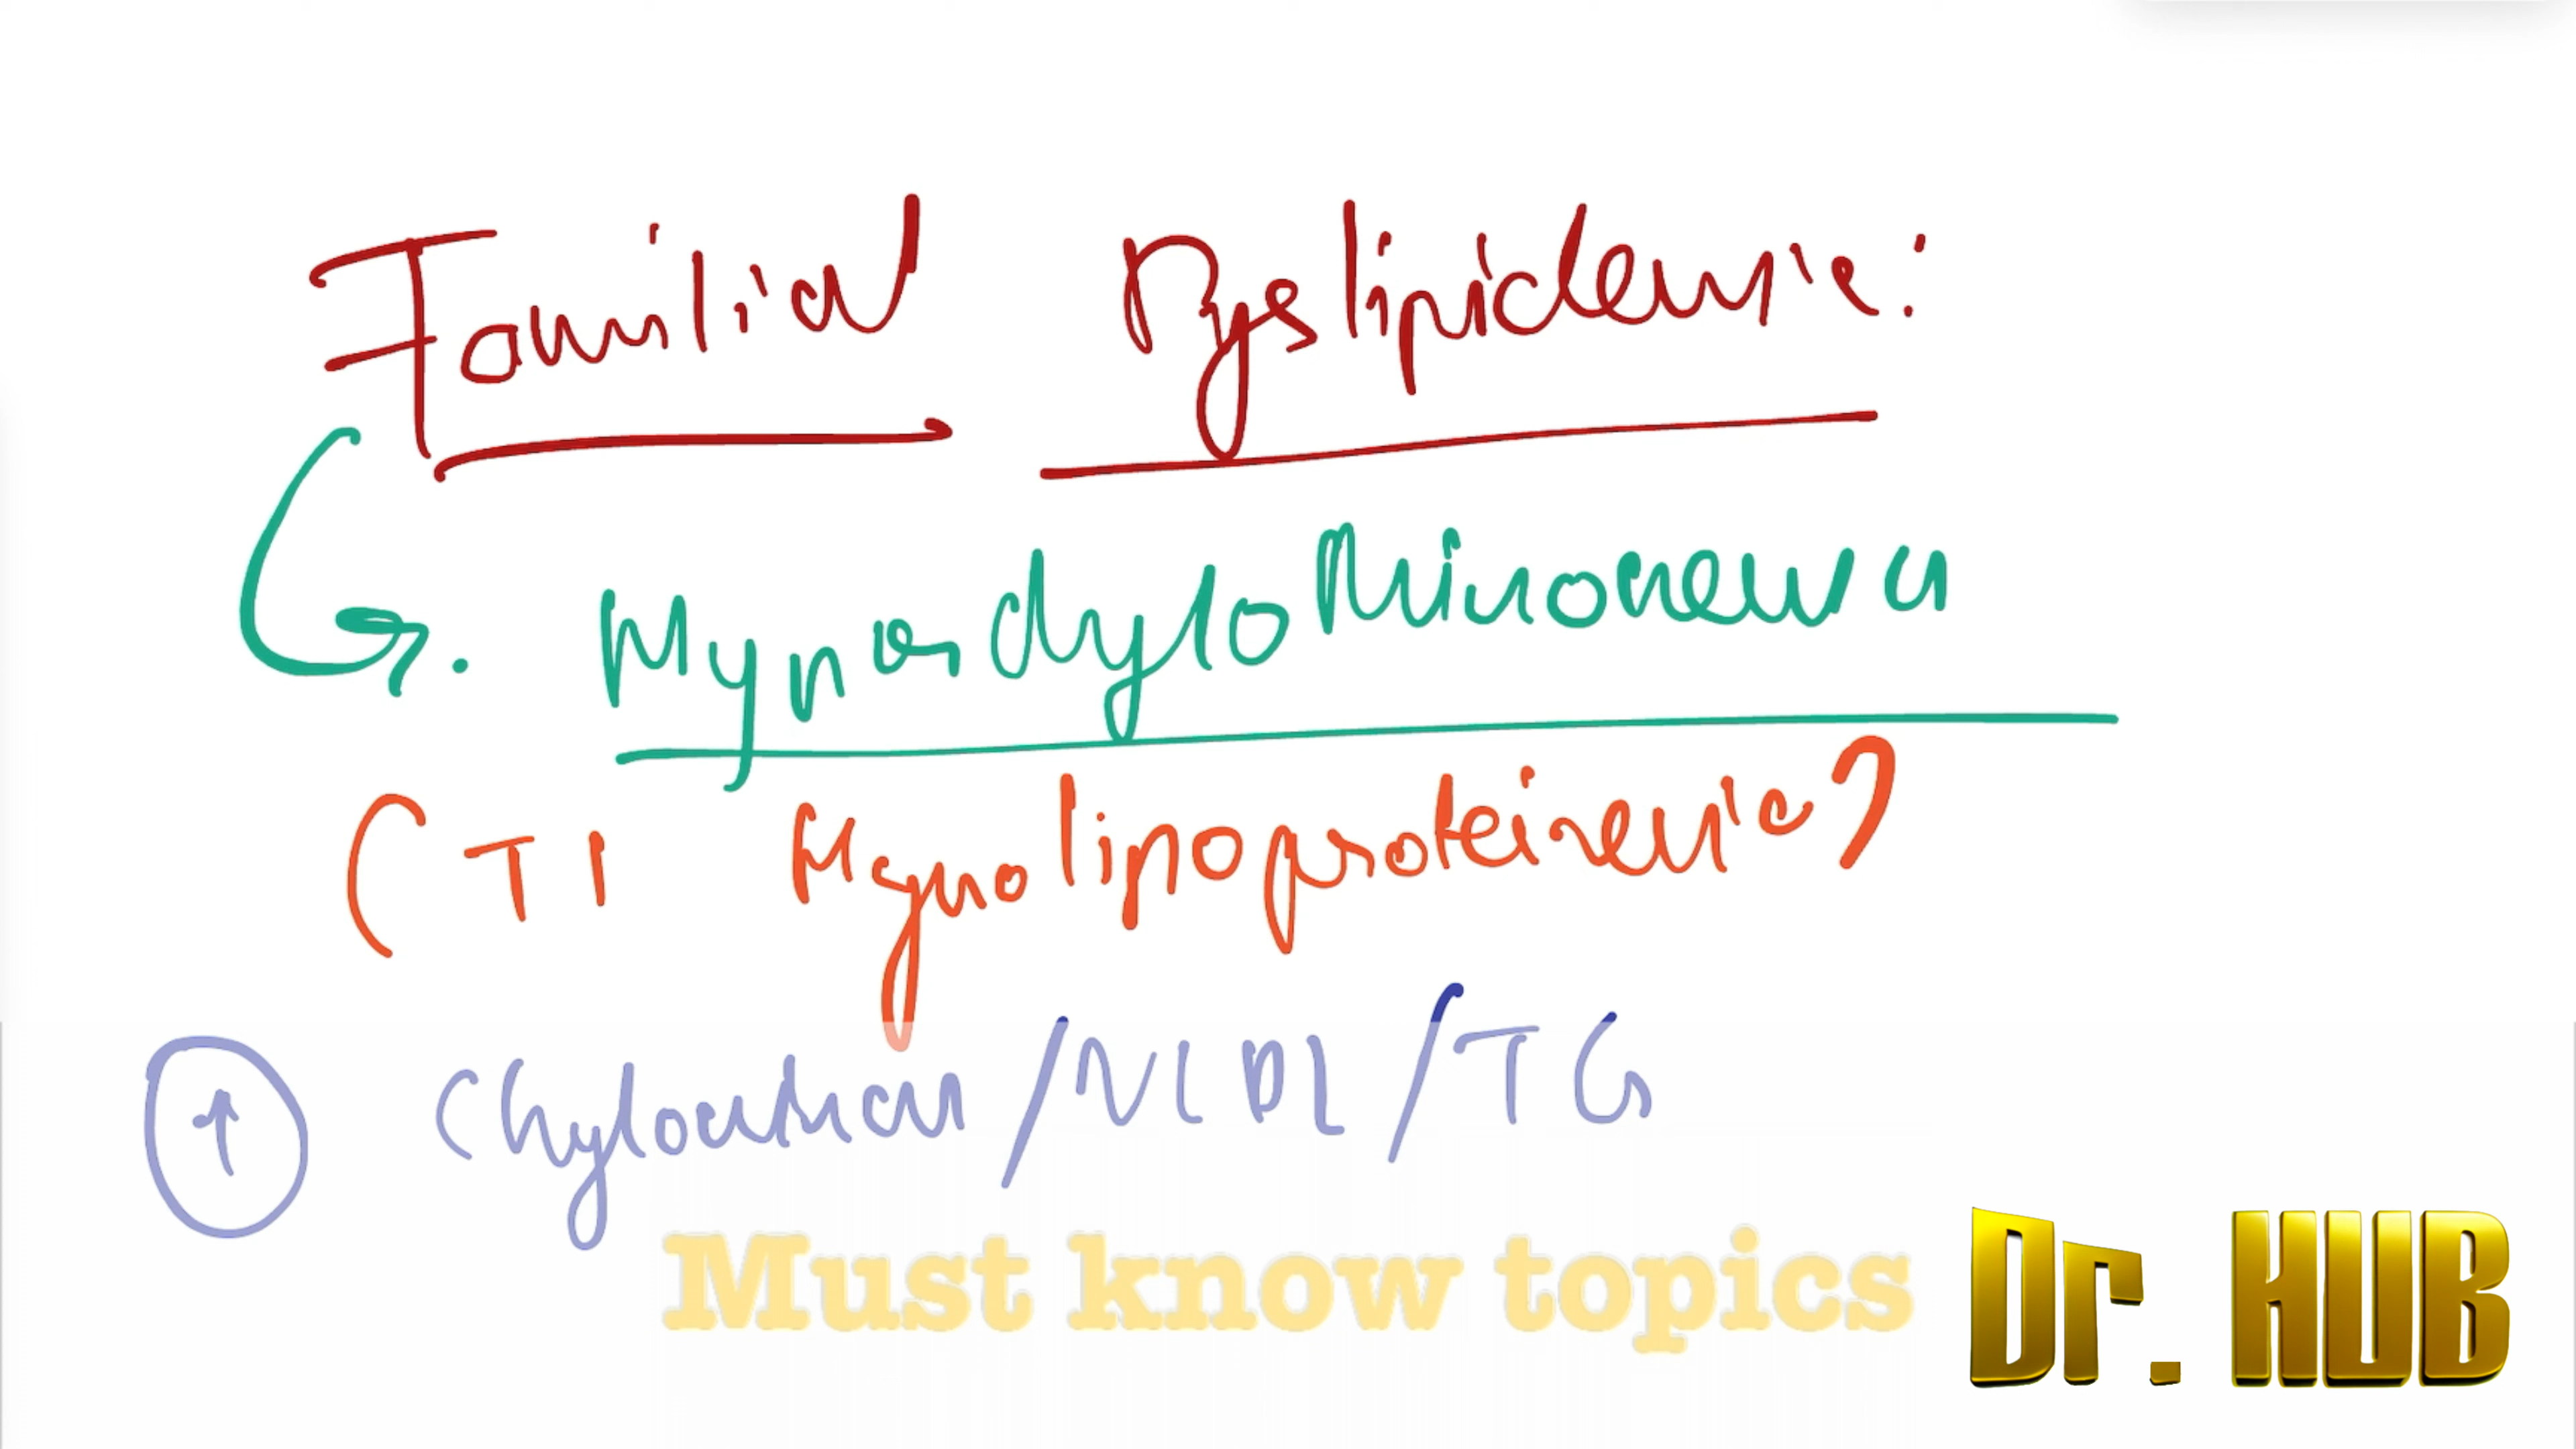 Familial Dyslipidemia:
Hyperchylomicronemia
(T1 Hyperlipoproteinemia)
↑ Chylomicron/VLDL/TG
Must know topics
Dr. HUB